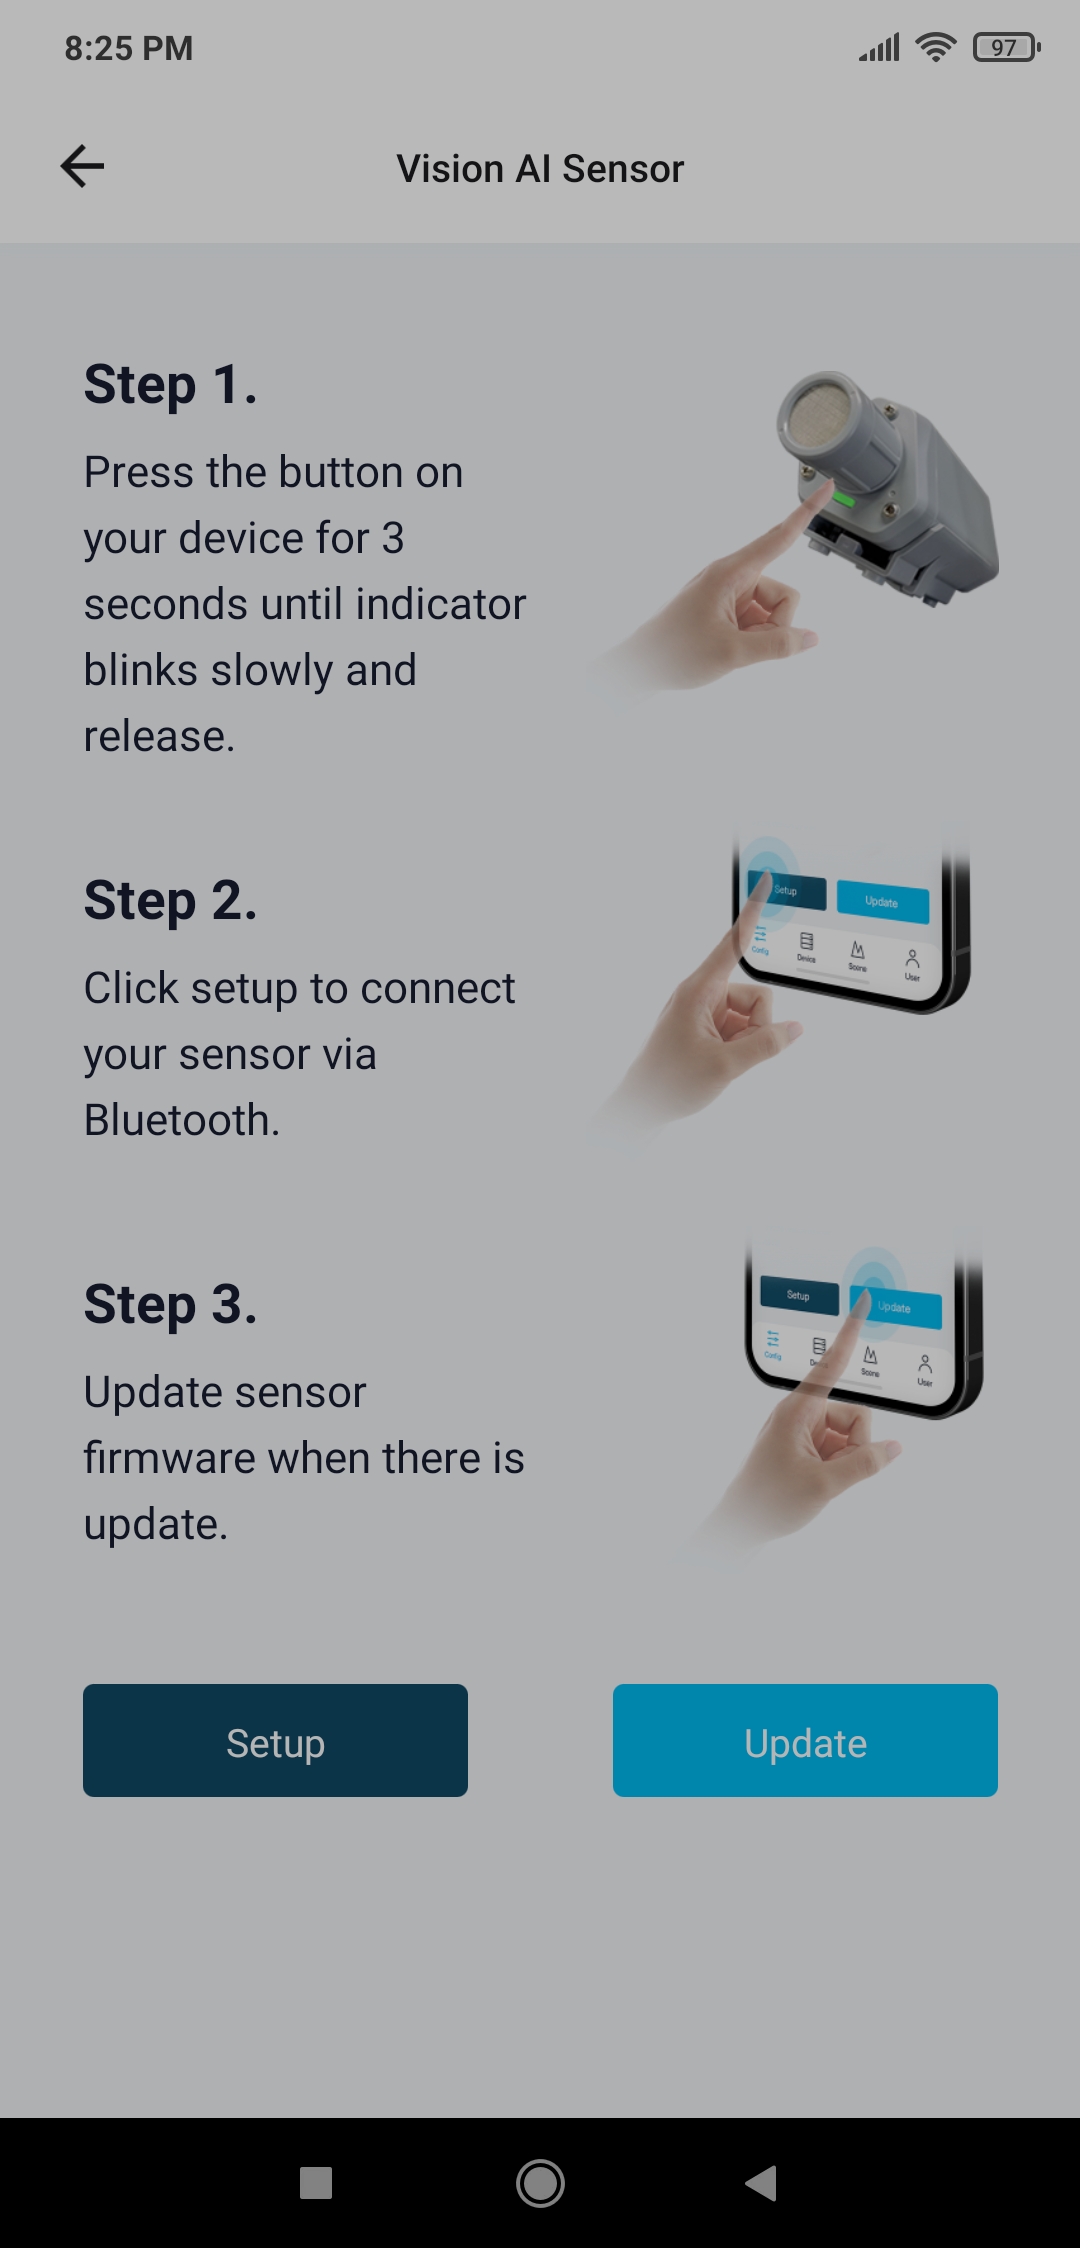 8:25 PM
97
Vision AI Sensor
Step 1.
Press the button on
your device for 3
seconds until indicator
blinks slowly and
release.
Step 2.
Click setup to connect
your sensor via
Bluetooth.
Setup
Update
Config
Device
Scene
User
Step 3.
Update sensor
firmware when there is
update.
Setup
Update
Config
Scene
User
Setup
Update